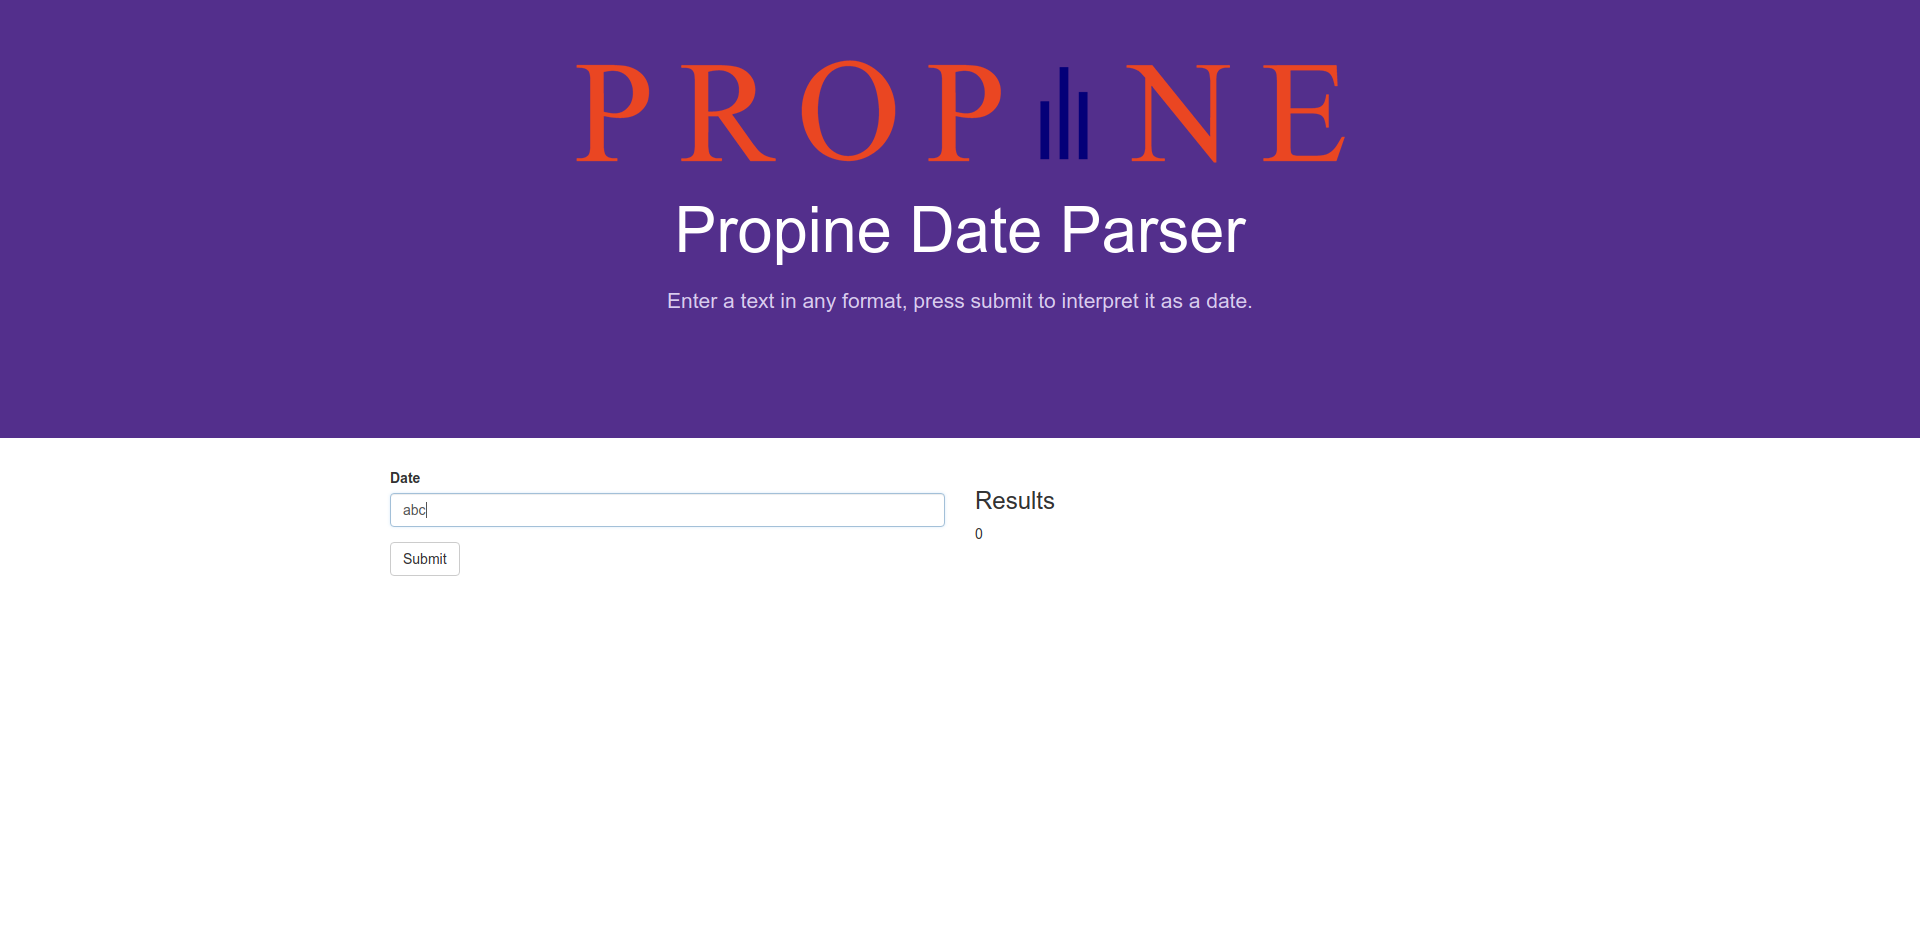 PROPINE
Propine Date Parser
Enter a text in any format, press submit to interpret it as a date.
Date
abc
Submit
Results
0